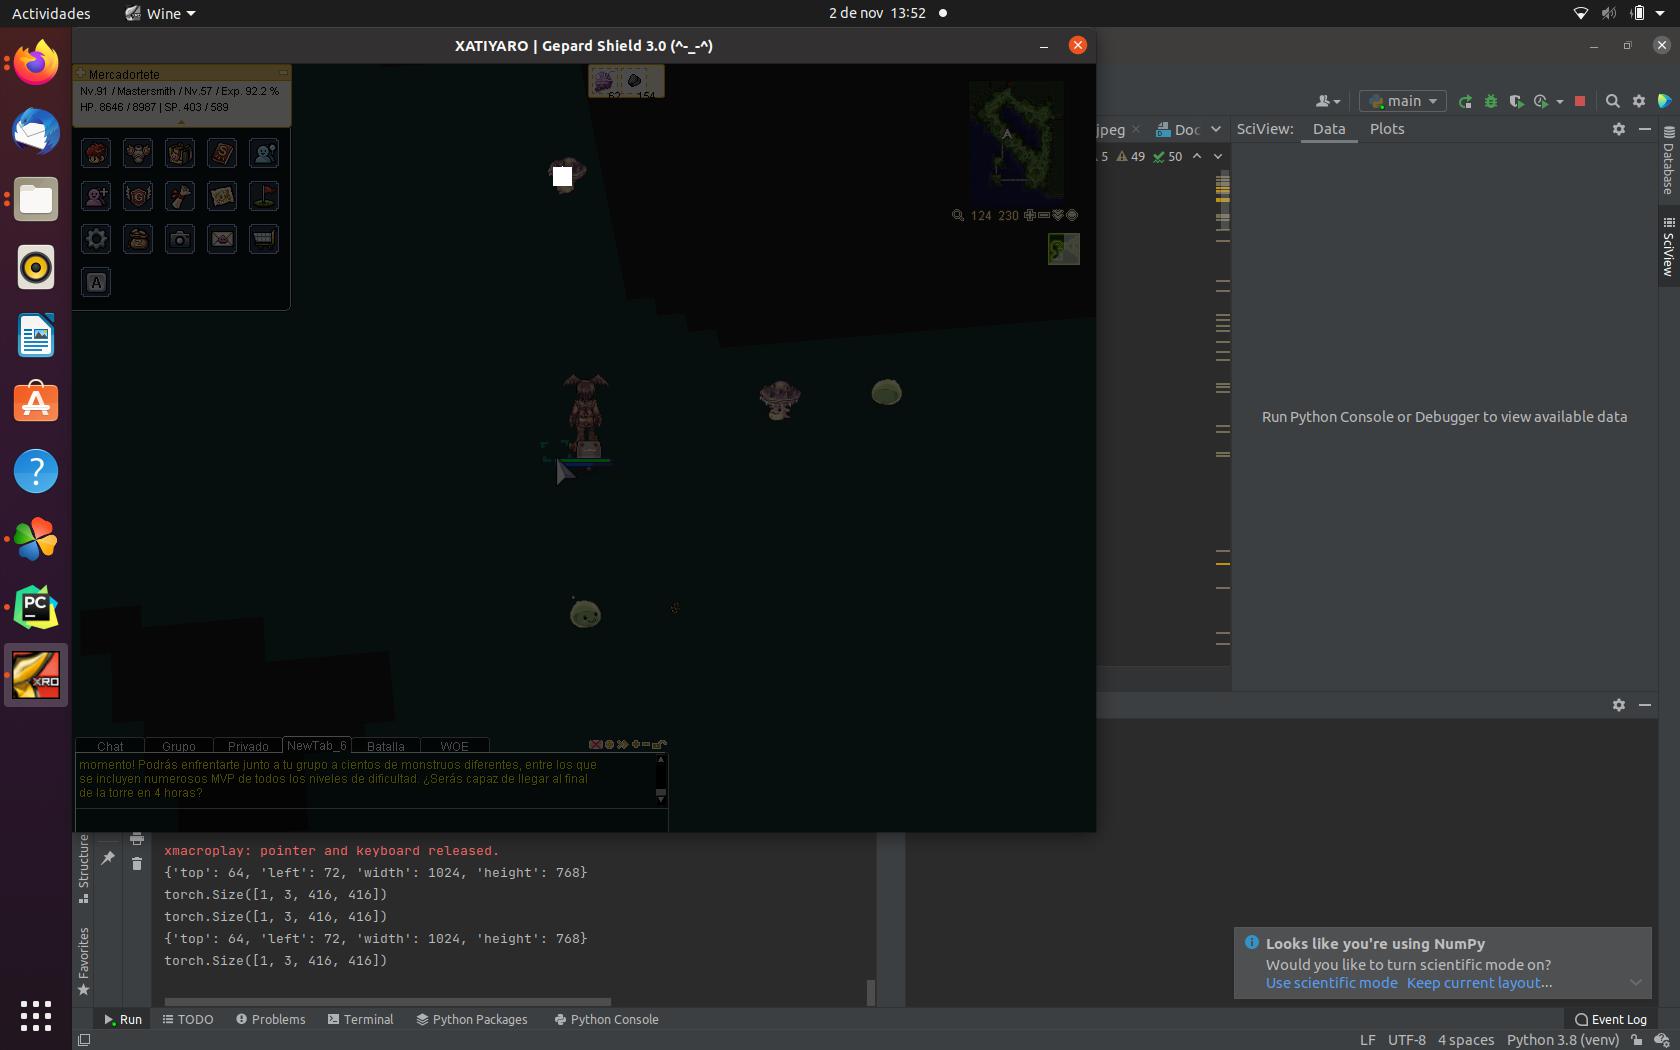 Actividades
Wine
2 de nov 13:52
XATIYARO | Gepard Shield 3.0 (^-_-^)
Mercadortete
Nv.91 / Mastersmith / Nv.57 / Exp. 92.2 %
HP. 8646 / 8987 | SP. 403 / 589
62
154
A
124 230
main
jpeg
Doc
SciView:
Data
Plots
5
49
50
Database
SciView
Run Python Console or Debugger to view available data
Chat
Grupo
Privado
NewTab_6
Batalla
WOE
momento! Podrás enfrentarte junto a tu grupo a cientos de monstruos diferentes, entre los que
se incluyen numerosos MVP de todos los niveles de dificultad. ¿Serás capaz de llegar al final
de la torre en 4 horas?
PC
XRO
Structure
Favorites
xmacroplay: pointer and keyboard released.
{'top': 64, 'left': 72, 'width': 1024, 'height': 768}
torch.Size([1, 3, 416, 416])
torch.Size([1, 3, 416, 416])
{'top': 64, 'left': 72, 'width': 1024, 'height': 768}
torch.Size([1, 3, 416, 416])
Looks like you're using NumPy
Would you like to turn scientific mode on?
Use scientific mode Keep current layout...
Run
TODO
Problems
Terminal
Python Packages
Python Console
Event Log
LF
UTF-8
4 spaces
Python 3.8 (venv)